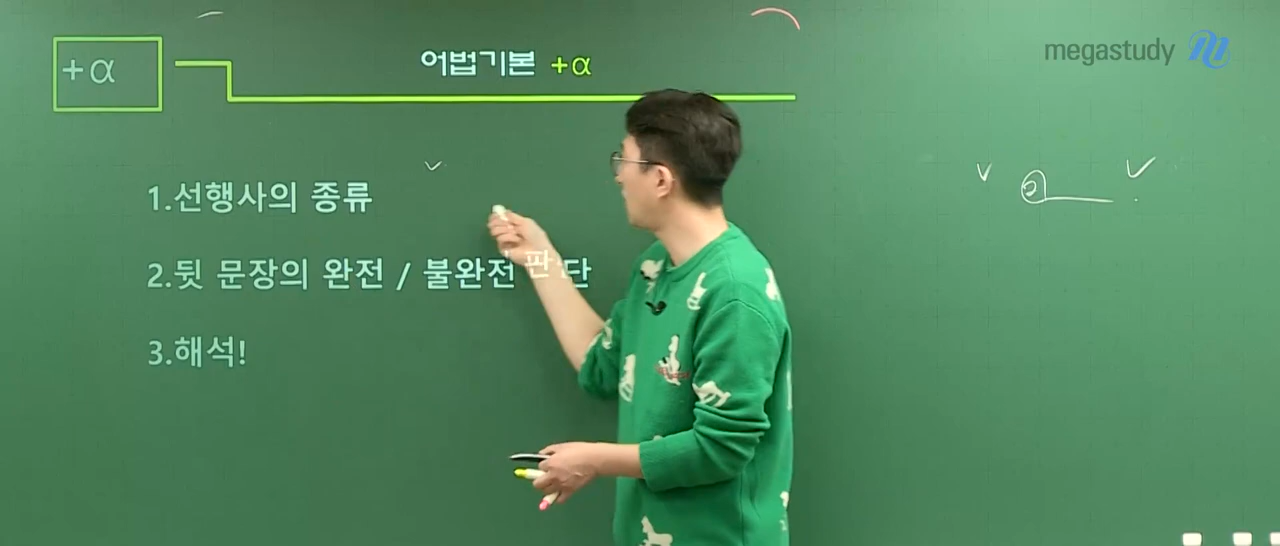 +α
어법기본 +α
megastudy
1.선행사의 종류
2.뒷 문장의 완전 / 불완전 판단
3.해석!